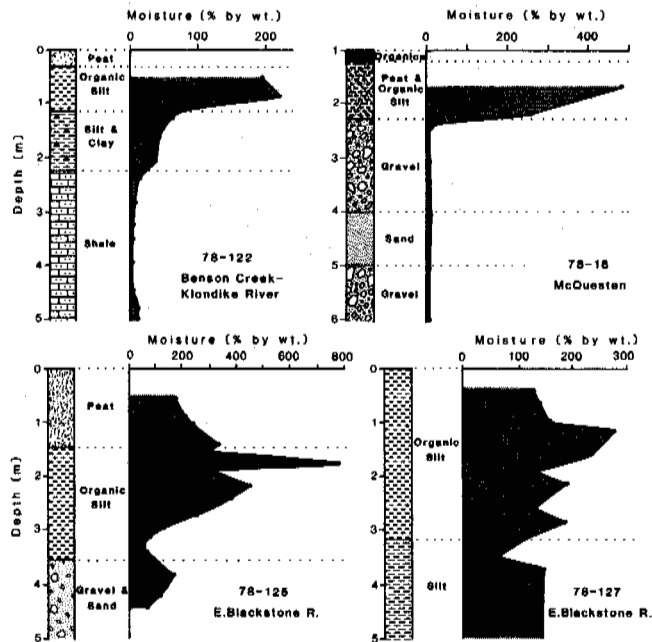 Moisture (% by wt.)
0 100 200
Depth [m]
0
1
2
3
4
5
Peat
Organic
Silt
Silt &
Clay
Shale
78-122
Benson Creek-
Klondike River
Moisture (% by wt.)
0 200 400
1
2
3
4
5
6
Organics
Peat &
Organic
Silt
Gravel
Sand
Gravel
78-18
McQuesten
Moisture (% by wt.)
0 200 400 600 800
Depth [m]
0
1
2
3
4
5
Peat
Organic
Silt
Gravel &
Sand
78-125
E.Blackstone R.
Moisture (% by wt.)
0 100 200 300
0
1
2
3
4
5
Organic
Silt
Silt
78-127
E.Blackstone R.